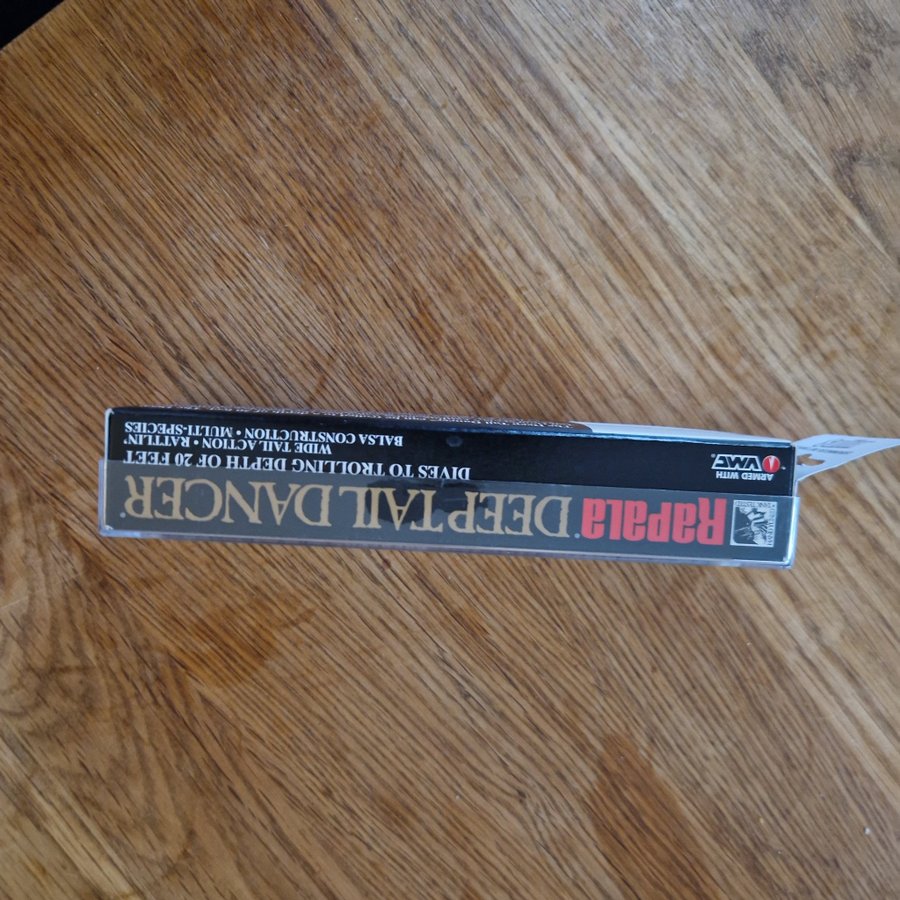 Rapala® DEEP TAIL DANCER®
DIVES TO TROLLING DEPTH OF 20 FEET
WIDE TAIL ACTION • RATTLIN'
BALSA CONSTRUCTION • MULTI-SPECIES
ARMED WITH
VMC™